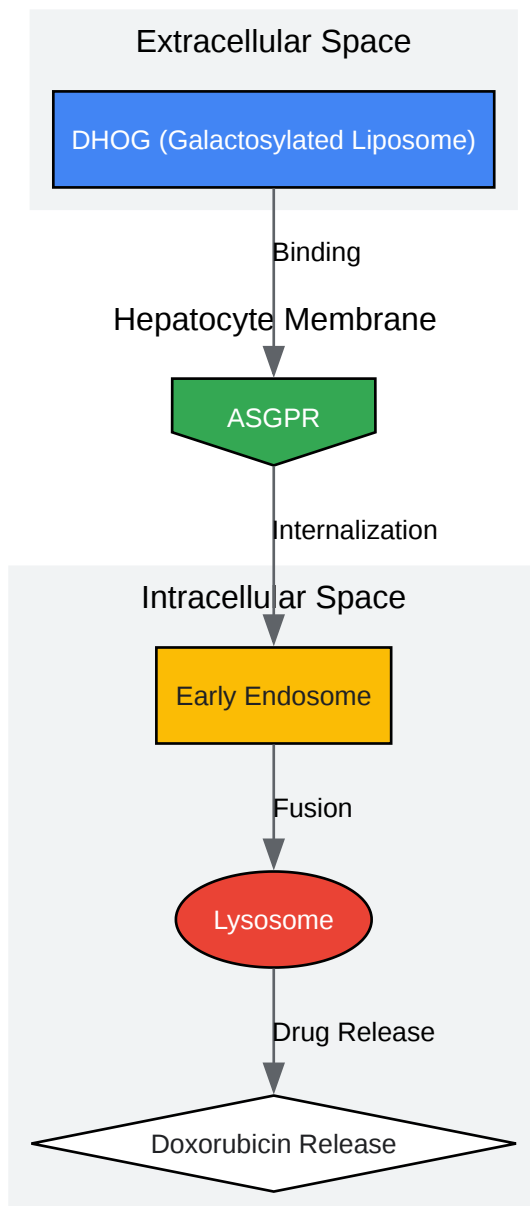 Extracellular Space
DHOG (Galactosylated Liposome)
Binding
Hepatocyte Membrane
ASGPR
Internalization
Intracellular Space
Early Endosome
Fusion
Lysosome
Drug Release
Doxorubicin Release